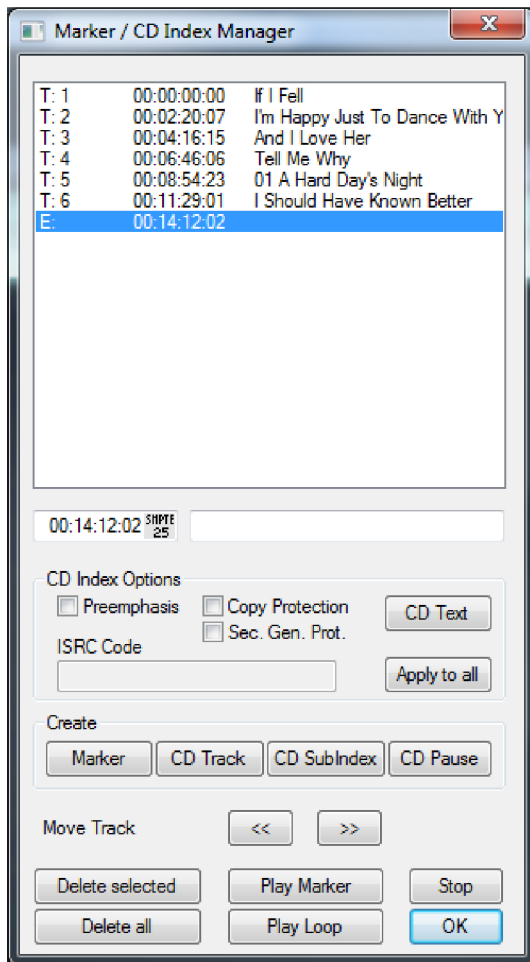 Marker / CD Index Manager
T: 1 00:00:00:00 If I Fell
T: 2 00:02:20:07 I'm Happy Just To Dance With Y
T: 3 00:04:16:15 And I Love Her
T: 4 00:06:46:06 Tell Me Why
T: 5 00:08:54:23 01 A Hard Day's Night
T: 6 00:11:29:01 I Should Have Known Better
E: 00:14:12:02
00:14:12:02 SMPTE 25
CD Index Options
Preemphasis Copy Protection CD Text
Sec. Gen. Prot.
ISRC Code
Apply to all
Create
Marker CD Track CD SubIndex CD Pause
Move Track << >>
Delete selected Play Marker Stop
Delete all Play Loop OK